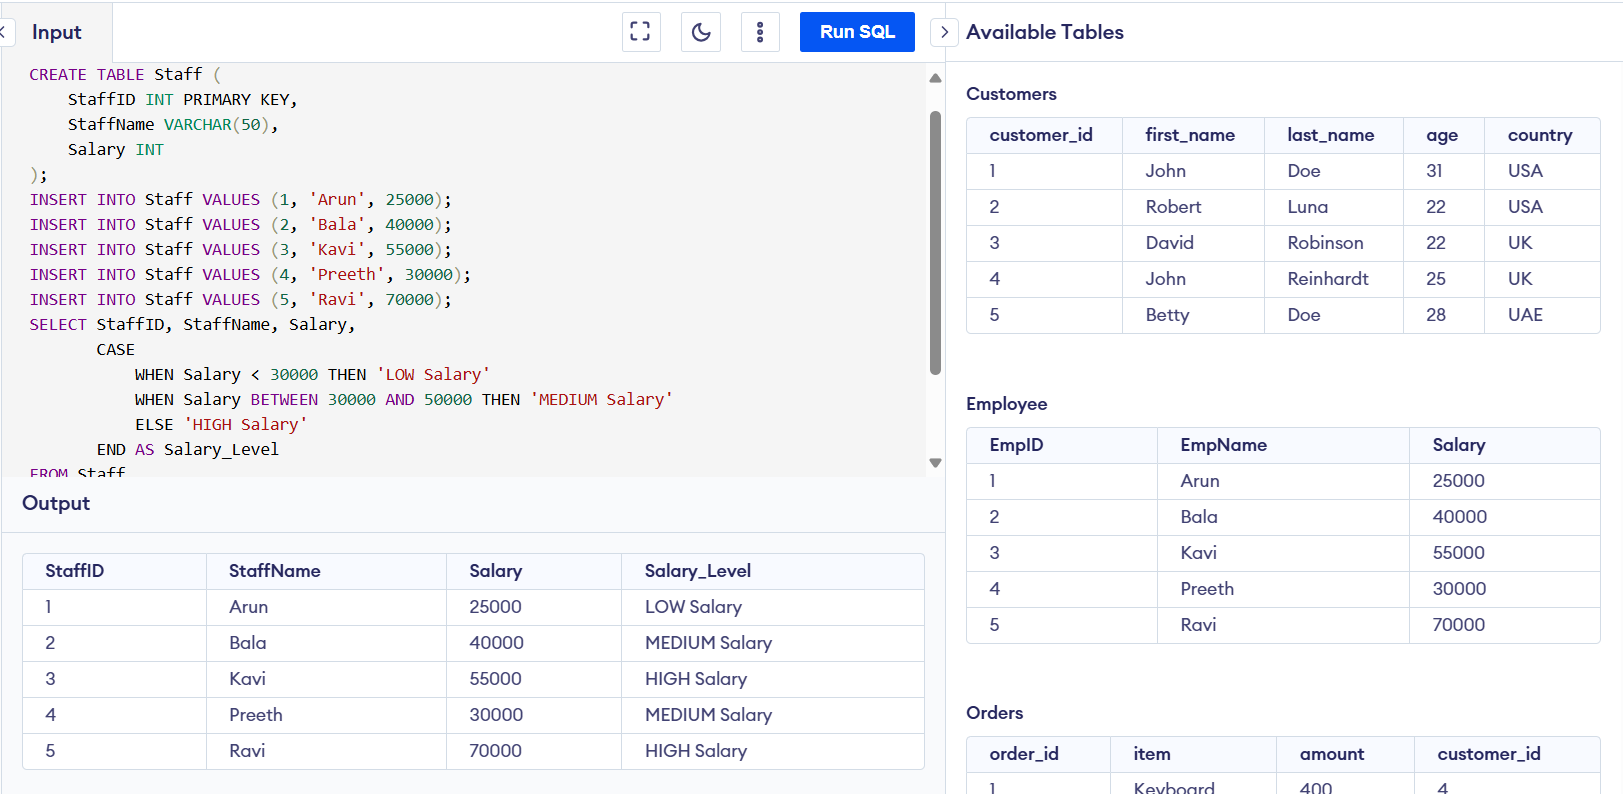 Input
Run SQL
CREATE TABLE Staff (
    StaffID INT PRIMARY KEY,
    StaffName VARCHAR(50),
    Salary INT
);
INSERT INTO Staff VALUES (1, 'Arun', 25000);
INSERT INTO Staff VALUES (2, 'Bala', 40000);
INSERT INTO Staff VALUES (3, 'Kavi', 55000);
INSERT INTO Staff VALUES (4, 'Preeth', 30000);
INSERT INTO Staff VALUES (5, 'Ravi', 70000);
SELECT StaffID, StaffName, Salary,
       CASE
           WHEN Salary < 30000 THEN 'LOW Salary'
           WHEN Salary BETWEEN 30000 AND 50000 THEN 'MEDIUM Salary'
           ELSE 'HIGH Salary'
       END AS Salary_Level
FROM Staff
Output
StaffID StaffName Salary Salary_Level
1 Arun 25000 LOW Salary
2 Bala 40000 MEDIUM Salary
3 Kavi 55000 HIGH Salary
4 Preeth 30000 MEDIUM Salary
5 Ravi 70000 HIGH Salary
Available Tables
Customers
customer_id first_name last_name age country
1 John Doe 31 USA
2 Robert Luna 22 USA
3 David Robinson 22 UK
4 John Reinhardt 25 UK
5 Betty Doe 28 UAE
Employee
EmpID EmpName Salary
1 Arun 25000
2 Bala 40000
3 Kavi 55000
4 Preeth 30000
5 Ravi 70000
Orders
order_id item amount customer_id
1 Keyboard 400 4